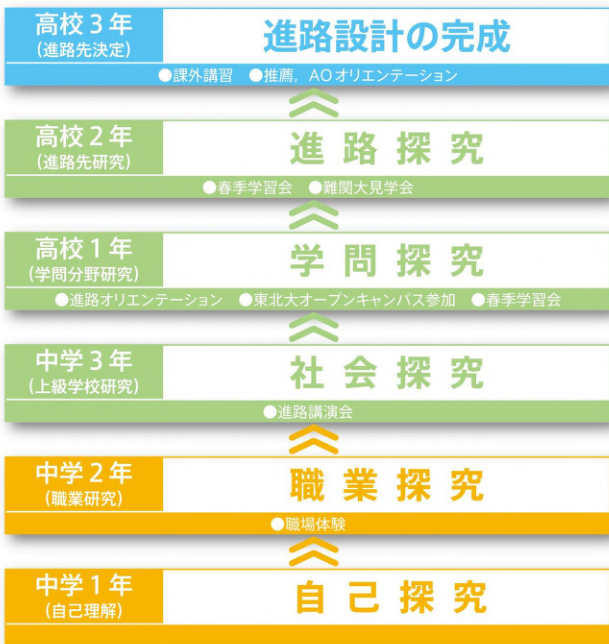 高校3年
(進路先決定)
進路設計の完成
●課外講習 ●推薦，AOオリエンテーション
高校2年
(進路先研究)
進路探究
●春季学習会 ●難関大見学会
高校1年
(学問分野研究)
学問探究
●進路オリエンテーション ●東北大オープンキャンパス参加 ●春季学習会
中学3年
(上級学校研究)
社会探究
●進路講演会
中学2年
(職業研究)
職業探究
●職場体験
中学1年
(自己理解)
自己探究